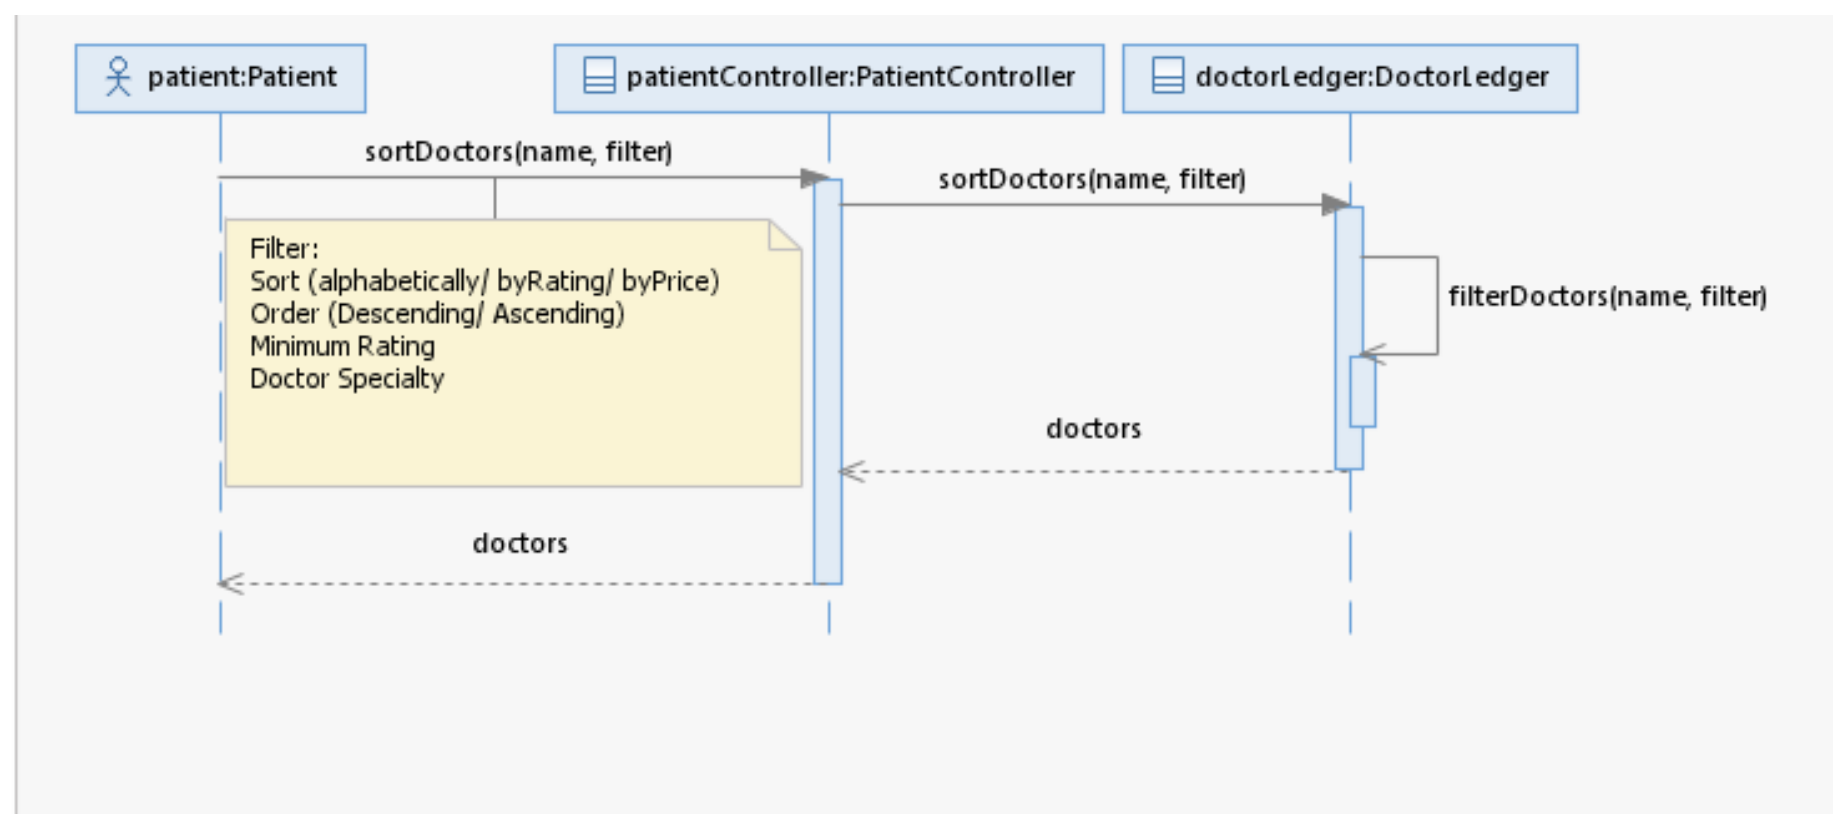 patient:Patient
patientController:PatientController
doctorLedger:DoctorLedger
sortDoctors(name, filter)
sortDoctors(name, filter)
Filter:
Sort (alphabetically/ byRating/ byPrice)
Order (Descending/ Ascending)
Minimum Rating
Doctor Specialty
filterDoctors(name, filter)
doctors
doctors